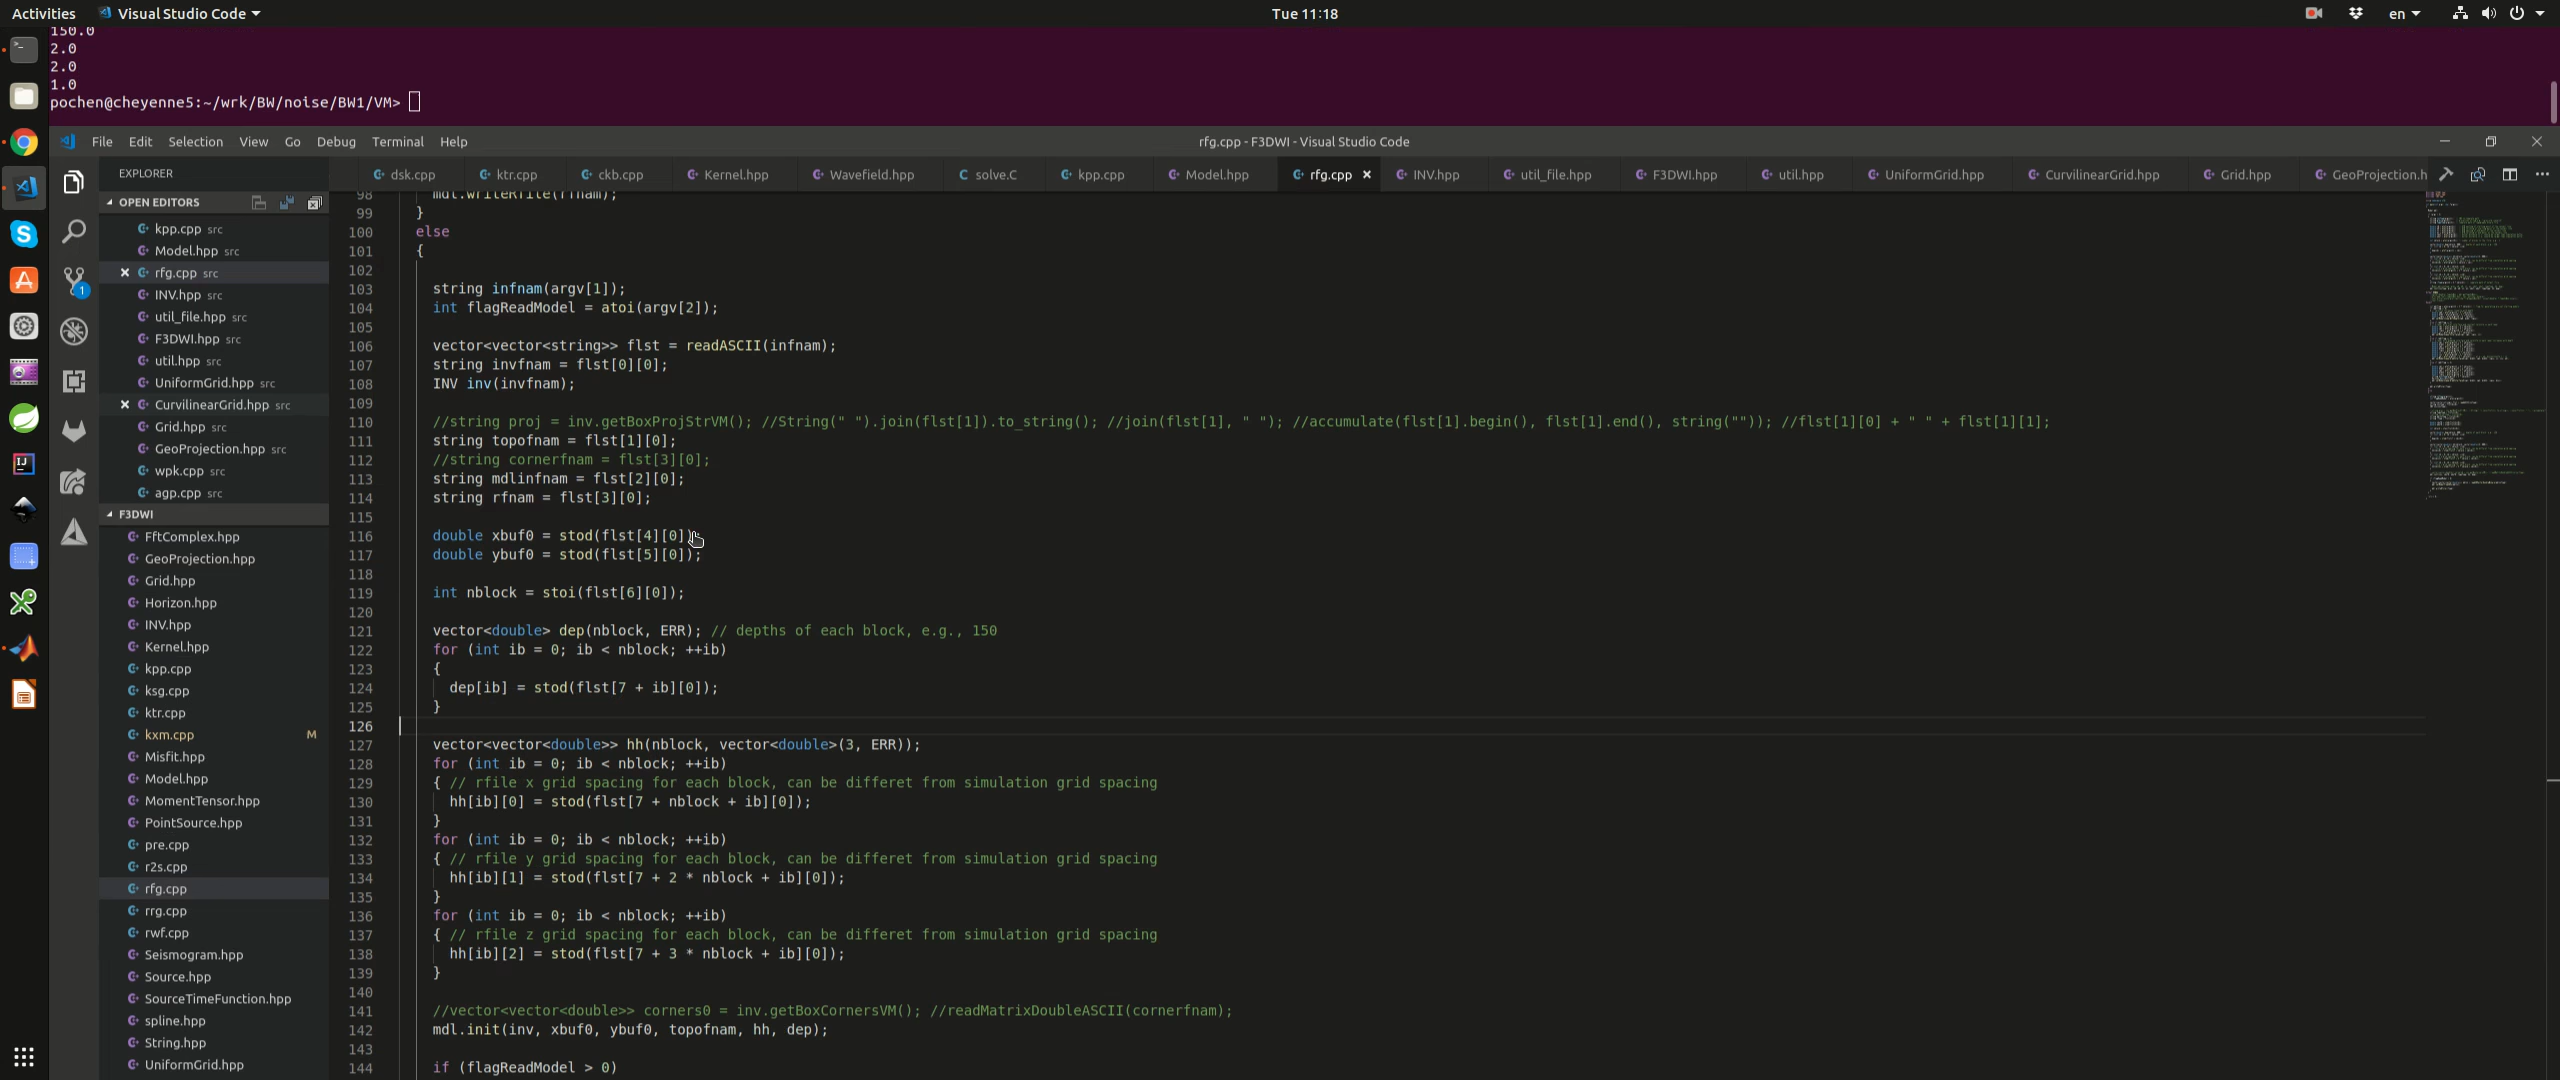 Activities Visual Studio Code Tue 11:18 en
150.0
2.0
2.0
1.0
pochen@cheyenne5:~/wrk/BW/noise/BW1/VM>
File Edit Selection View Go Debug Terminal Help rfg.cpp - F3DWI - Visual Studio Code
EXPLORER dsk.cpp ktr.cpp ckb.cpp Kernel.hpp Wavefield.hpp solve.C kpp.cpp Model.hpp rfg.cpp INV.hpp util_file.hpp F3DWI.hpp util.hpp UniformGrid.hpp CurvilinearGrid.hpp Grid.hpp GeoProjection.h
OPEN EDITORS
kpp.cpp src
Model.hpp src
rfg.cpp src
INV.hpp src
util_file.hpp src
F3DWI.hpp src
util.hpp src
UniformGrid.hpp src
CurvilinearGrid.hpp src
Grid.hpp src
GeoProjection.hpp src
wpk.cpp src
agp.cpp src
1
F3DWI
FftComplex.hpp
GeoProjection.hpp
Grid.hpp
Horizon.hpp
INV.hpp
Kernel.hpp
kpp.cpp
ksg.cpp
ktr.cpp
kxm.cpp M
Misfit.hpp
Model.hpp
MomentTensor.hpp
PointSource.hpp
pre.cpp
r2s.cpp
rfg.cpp
rrg.cpp
rwf.cpp
Seismogram.hpp
Source.hpp
SourceTimeFunction.hpp
spline.hpp
String.hpp
UniformGrid.hpp
98 mdl.writeRfile(rfnam);
99 }
100 else
101 {
102
103 string infnam(argv[1]);
104 int flagReadModel = atoi(argv[2]);
105
106 vector<vector<string>> flst = readASCII(infnam);
107 string invfnam = flst[0][0];
108 INV inv(invfnam);
109
110 //string proj = inv.getBoxProjStrVM(); //String(" ").join(flst[1]).to_string(); //join(flst[1], " "); //accumulate(flst[1].begin(), flst[1].end(), string("")); //flst[1][0] + " " + flst[1][1];
111 string topofnam = flst[1][0];
112 //string cornerfnam = flst[3][0];
113 string mdlinfnam = flst[2][0];
114 string rfnam = flst[3][0];
115
116 double xbuf0 = stod(flst[4][0]);
117 double ybuf0 = stod(flst[5][0]);
118
119 int nblock = stoi(flst[6][0]);
120
121 vector<double> dep(nblock, ERR); // depths of each block, e.g., 150
122 for (int ib = 0; ib < nblock; ++ib)
123 {
124 dep[ib] = stod(flst[7 + ib][0]);
125 }
126
127 vector<vector<double>> hh(nblock, vector<double>(3, ERR));
128 for (int ib = 0; ib < nblock; ++ib)
129 { // rfile x grid spacing for each block, can be differet from simulation grid spacing
130 hh[ib][0] = stod(flst[7 + nblock + ib][0]);
131 }
132 for (int ib = 0; ib < nblock; ++ib)
133 { // rfile y grid spacing for each block, can be differet from simulation grid spacing
134 hh[ib][1] = stod(flst[7 + 2 * nblock + ib][0]);
135 }
136 for (int ib = 0; ib < nblock; ++ib)
137 { // rfile z grid spacing for each block, can be differet from simulation grid spacing
138 hh[ib][2] = stod(flst[7 + 3 * nblock + ib][0]);
139 }
140
141 //vector<vector<double>> corners0 = inv.getBoxCornersVM(); //readMatrixDoubleASCII(cornerfnam);
142 mdl.init(inv, xbuf0, ybuf0, topofnam, hh, dep);
143
144 if (flagReadModel > 0)